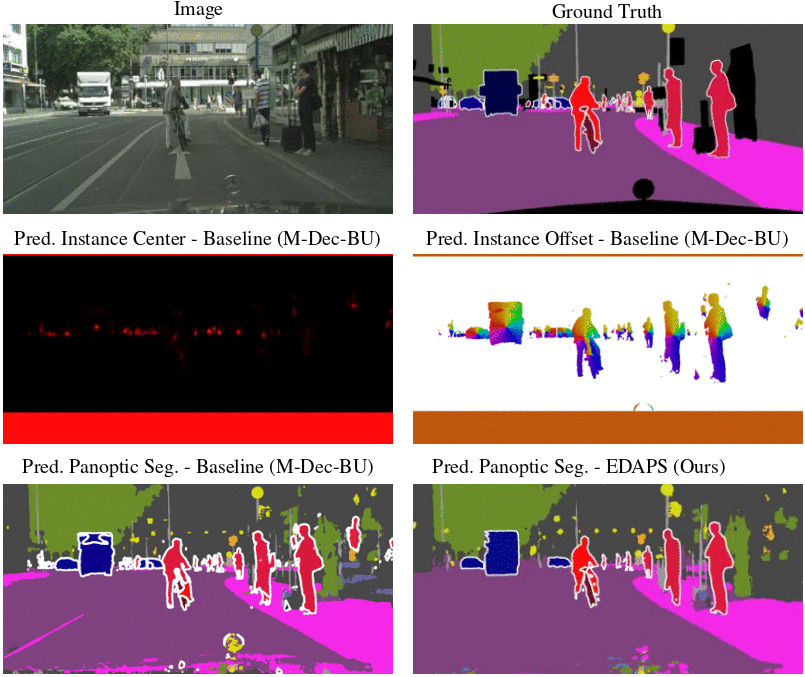 Image
Ground Truth
Pred. Instance Center - Baseline (M-Dec-BU)
Pred. Instance Offset - Baseline (M-Dec-BU)
Pred. Panoptic Seg. - Baseline (M-Dec-BU)
Pred. Panoptic Seg. - EDAPS (Ours)